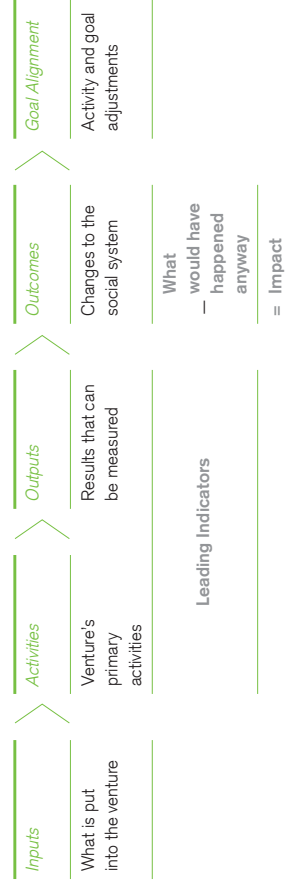 Inputs
What is put
into the venture
Activities
Venture's
primary
activities
Outputs
Results that can
be measured
Leading Indicators
Outcomes
Changes to the
social system
What
— would have
happened
anyway
= Impact
Goal Alignment
Activity and goal
adjustments